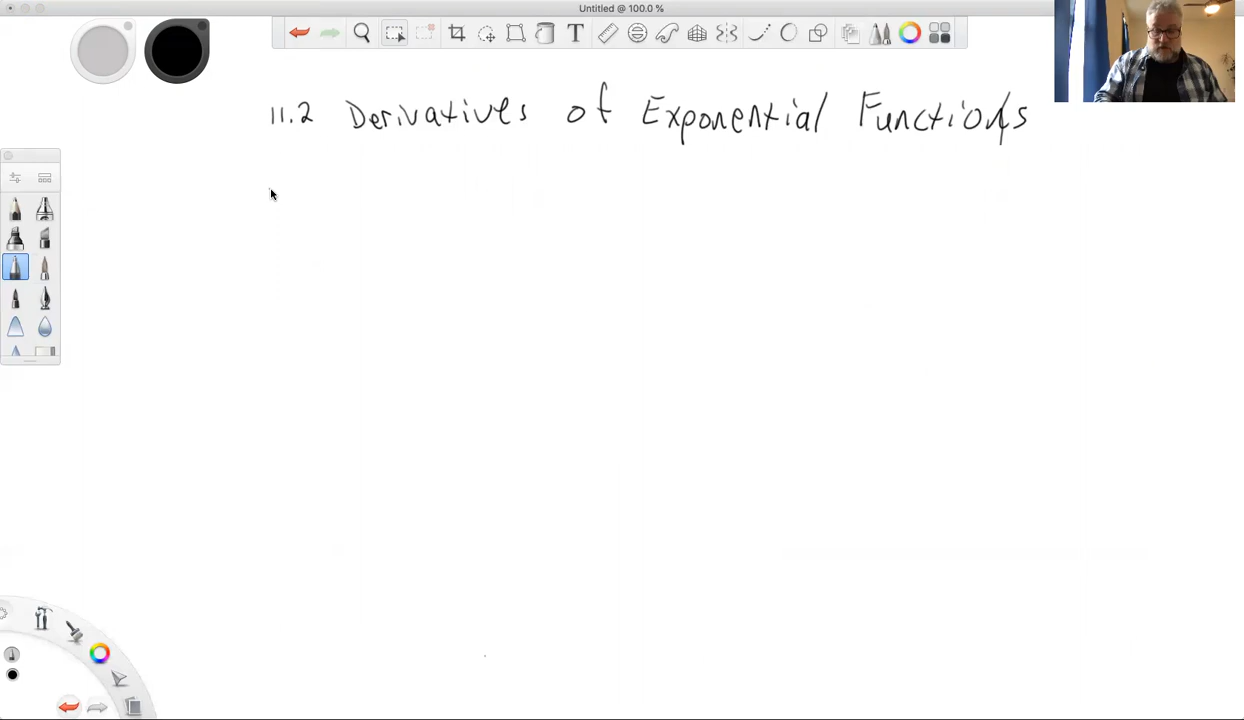 Untitled @ 100.0 %
T
11.2 Derivatives of Exponential Functions